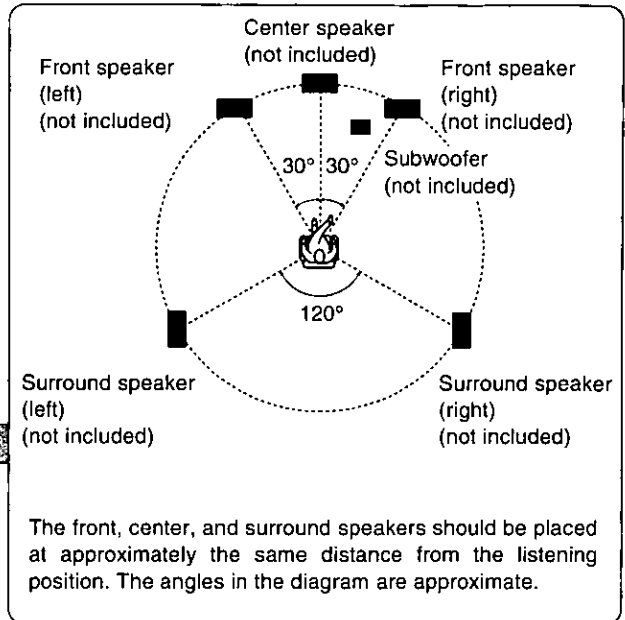 Center speaker
(not included)
Front speaker
(left)
(not included)
Front speaker
(right)
(not included)
Subwoofer
(not included)
30° 30°
120°
Surround speaker
(left)
(not included)
Surround speaker
(right)
(not included)
The front, center, and surround speakers should be placed
at approximately the same distance from the listening
position. The angles in the diagram are approximate.